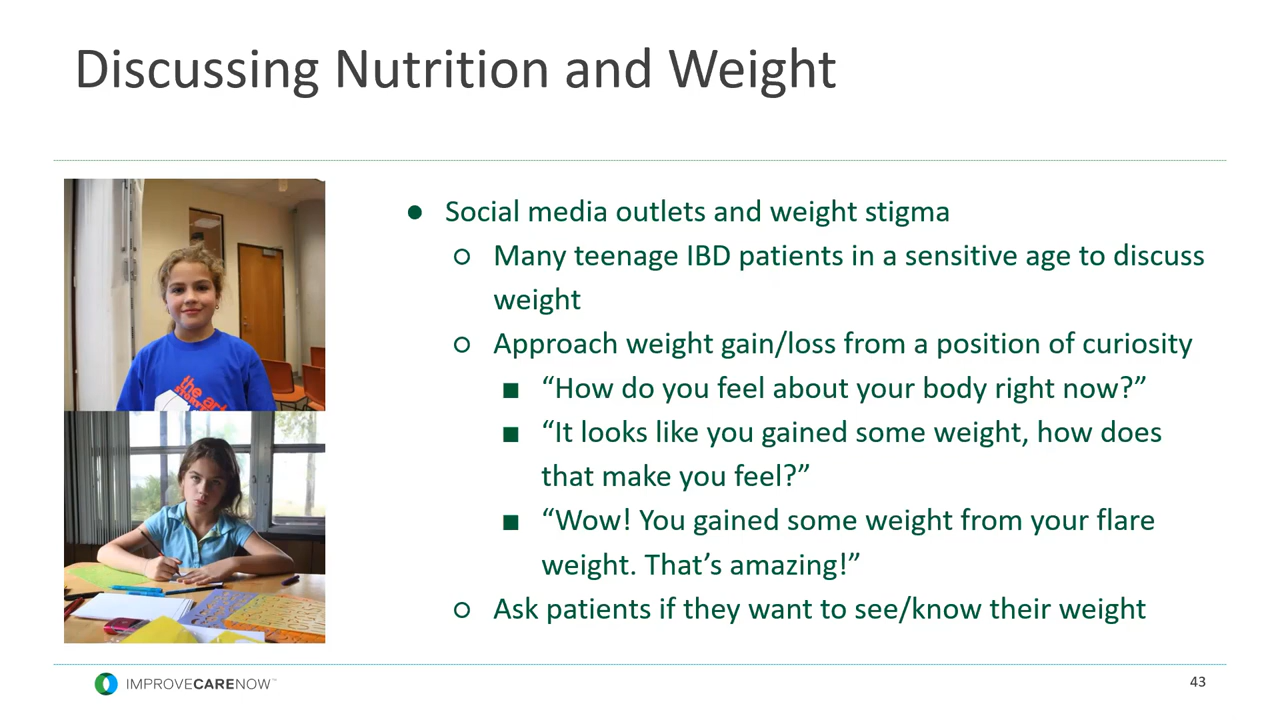 Discussing Nutrition and Weight
● Social media outlets and weight stigma
○ Many teenage IBD patients in a sensitive age to discuss
weight
○ Approach weight gain/loss from a position of curiosity
■ “How do you feel about your body right now?”
■ “It looks like you gained some weight, how does
that make you feel?”
■ “Wow! You gained some weight from your flare
weight. That’s amazing!”
○ Ask patients if they want to see/know their weight
the art
IMPROVECARENOW™
43